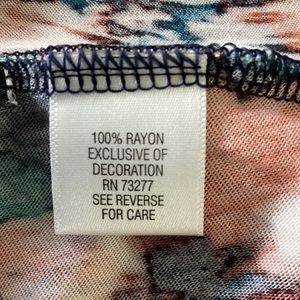 100% RAYON
EXCLUSIVE OF
DECORATION
RN 73277
SEE REVERSE
FOR CARE